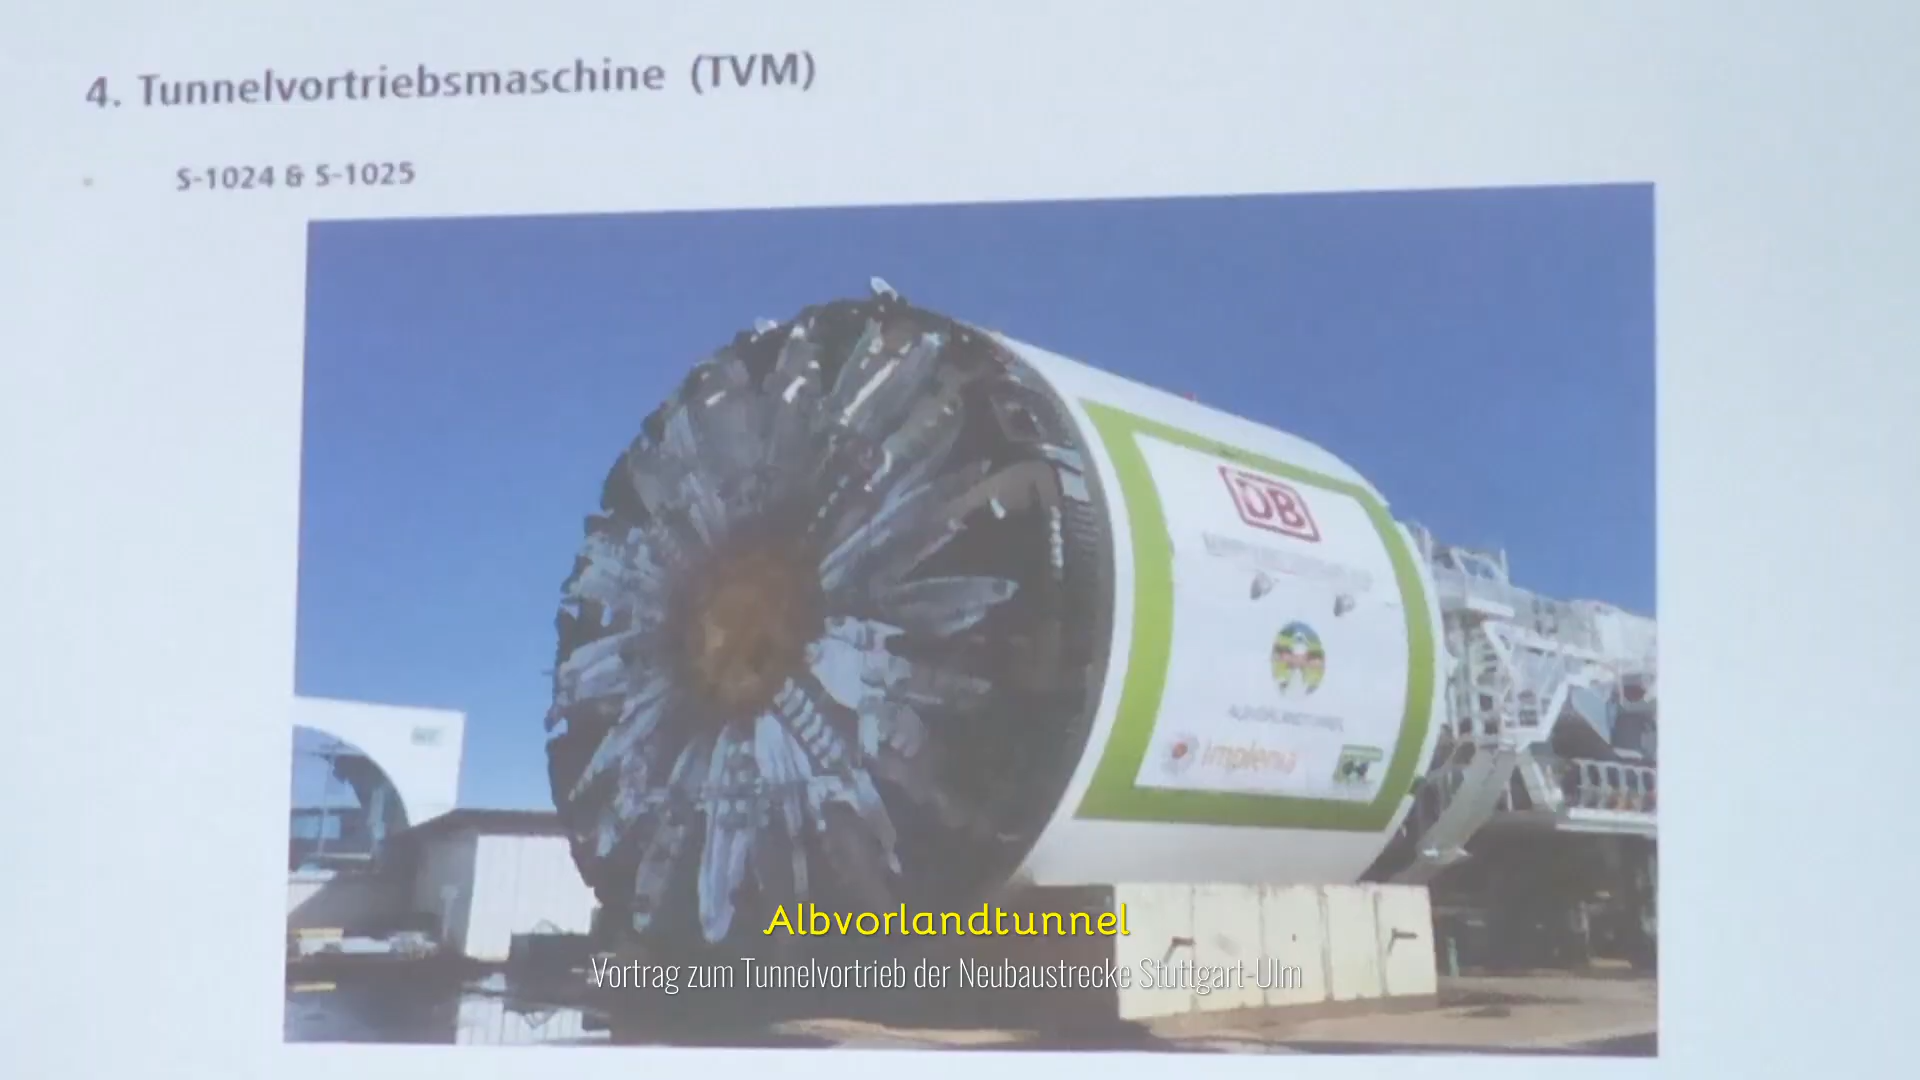 4. Tunnelvortriebsmaschine (TVM)
S-1024 & S-1025
DB
implenia
Albvorlandtunnel
Vortrag zum Tunnelvortrieb der Neubaustrecke Stuttgart-Ulm